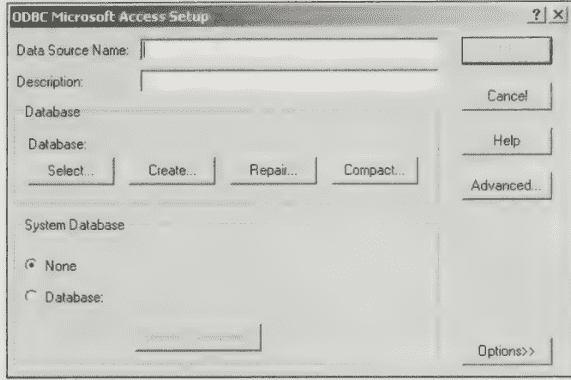 ODBC Microsoft Access Setup
Data Source Name:
Description:
Cancel
Database
Help
Database:
Select...
Create...
Repair...
Compact...
Advanced...
System Database
None
Database:
Options>>